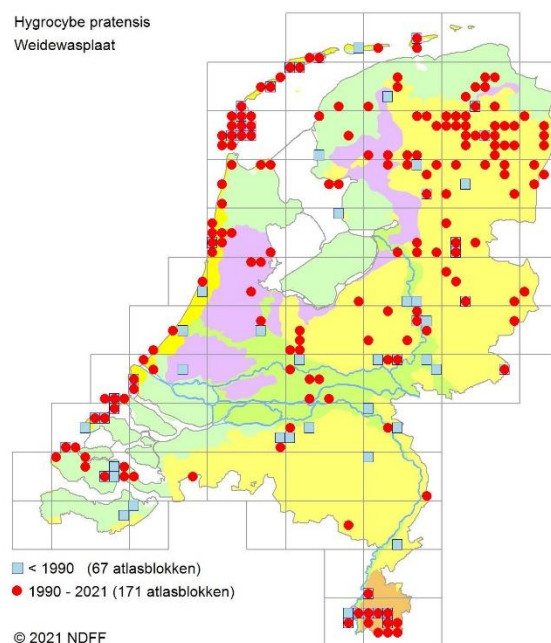 Hygrocybe pratensis
Weidewasplaat
< 1990 (67 atlasblokken)
1990 - 2021 (171 atlasblokken)
© 2021 NDFF